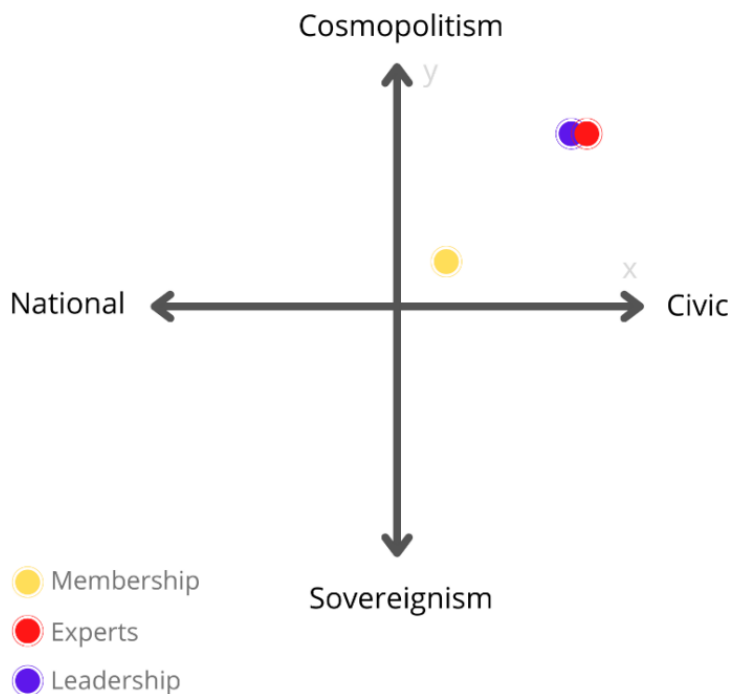 Cosmopolitism
y
x
National
Civic
Sovereignism
Membership
Experts
Leadership